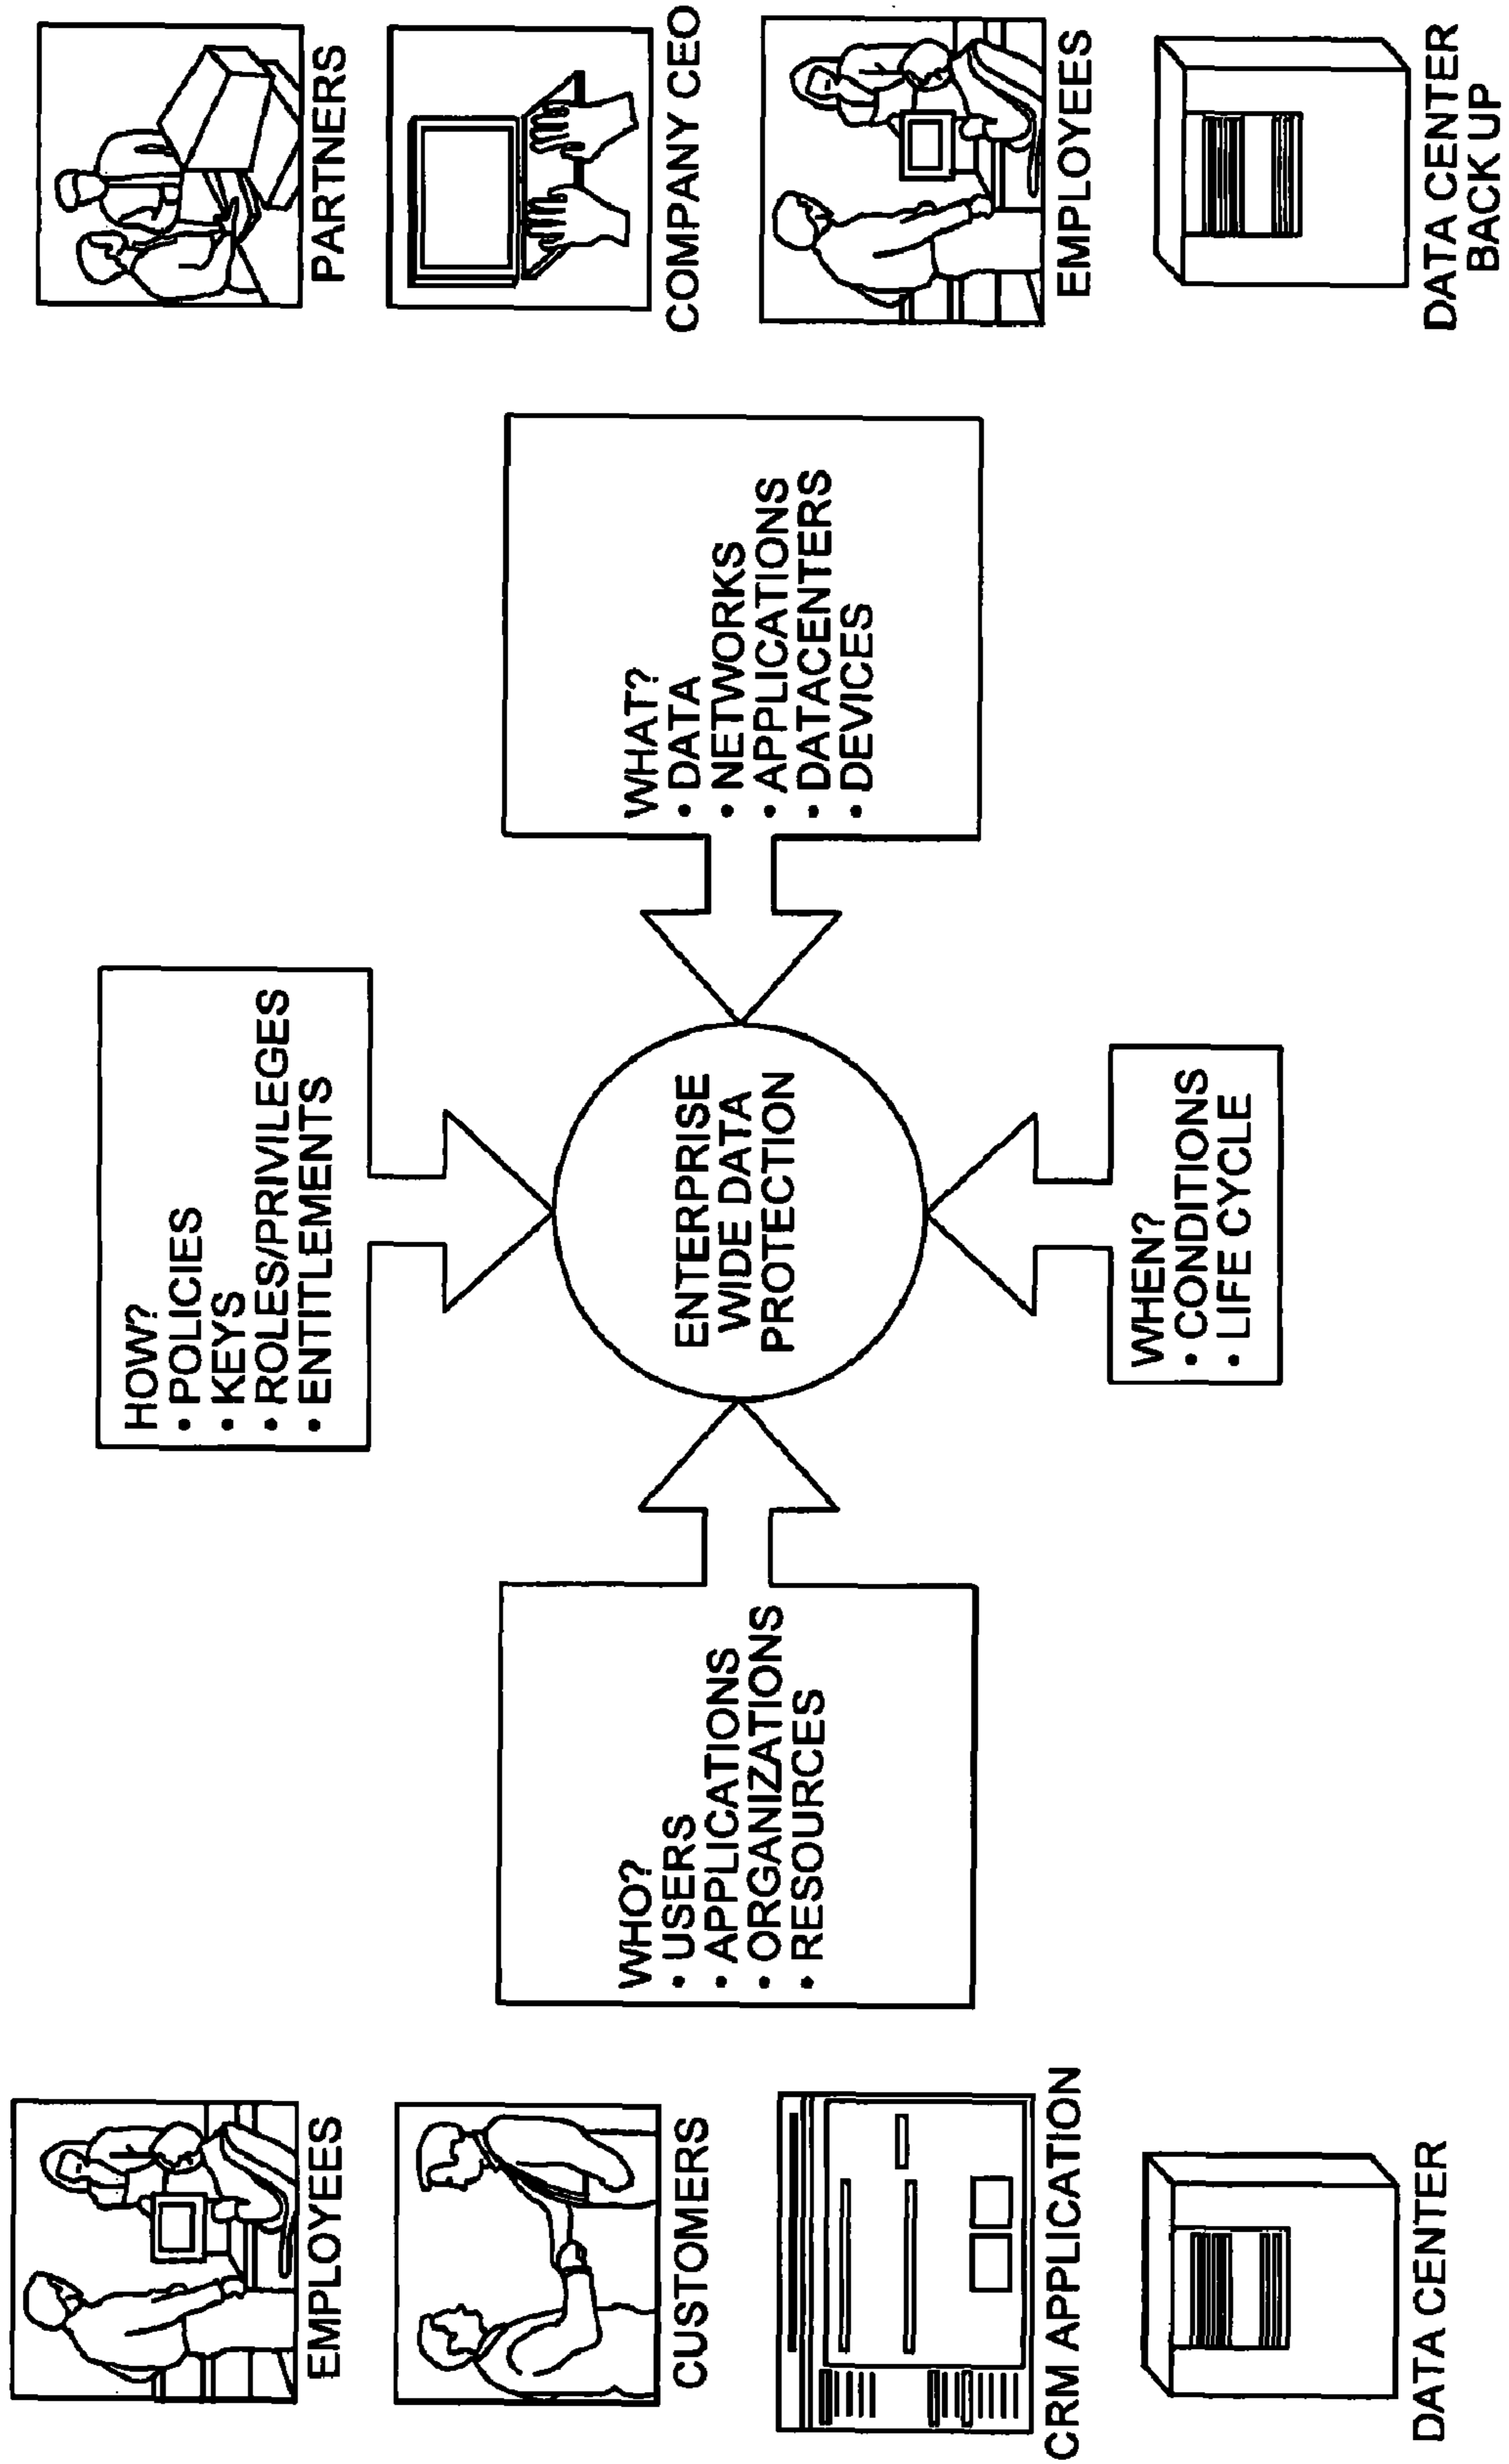 EMPLOYEES
CUSTOMERS
CRM APPLICATION
DATA CENTER
WHO?
• USERS
• APPLICATIONS
• ORGANIZATIONS
• RESOURCES
HOW?
• POLICIES
• KEYS
• ROLES/PRIVILEGES
• ENTITLEMENTS
ENTERPRISE
WIDE DATA
PROTECTION
WHEN?
• CONDITIONS
• LIFE CYCLE
WHAT?
• DATA
• NETWORKS
• APPLICATIONS
• DATACENTERS
• DEVICES
PARTNERS
COMPANY CEO
EMPLOYEES
DATA CENTER
BACK UP